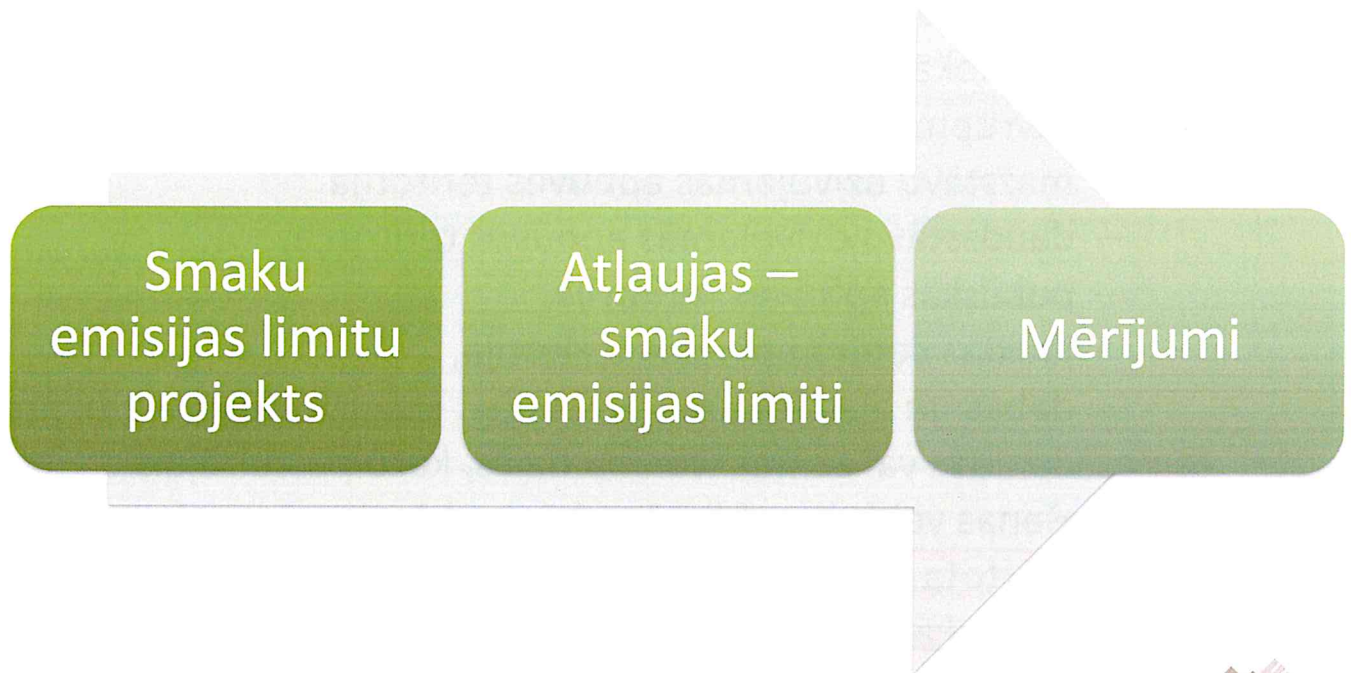 Smaku
emisijas limitu
projekts
Atļaujas –
smaku
emisijas limiti
Mērījumi